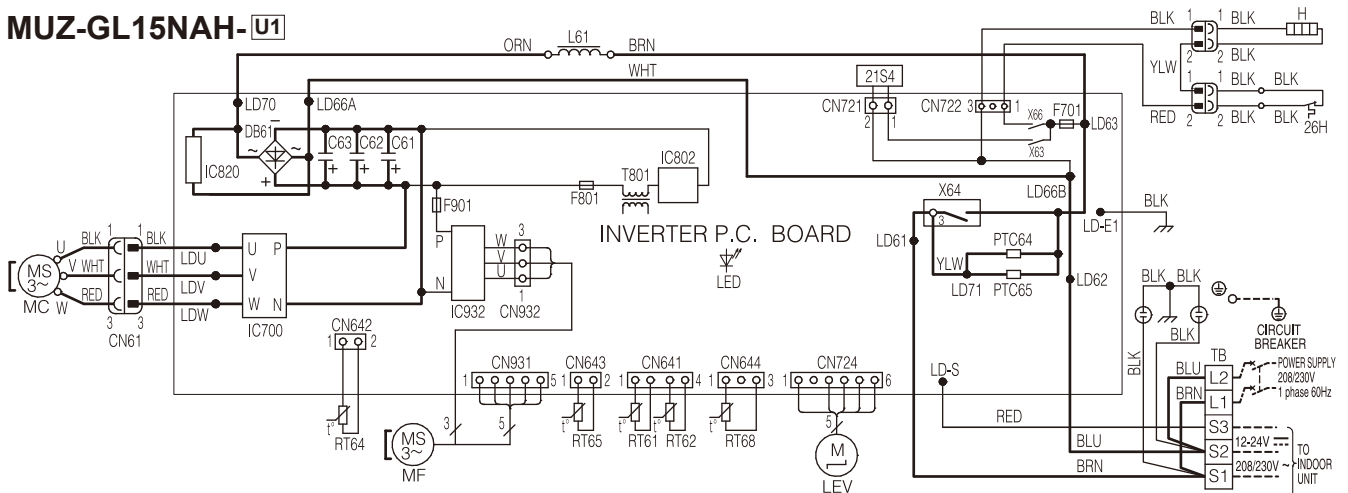 MUZ-GL15NAH- U1
ORN L61 BRN
WHT
BLK 1 1 BLK H
2 2 BLK
YLW
1 1 BLK BLK
RED 2 2 BLK BLK
26H
21S4
CN721
2 1
CN722 3 1
X66 F701
X63
LD63
LD70 LD66A
DB61 −
~ ~
+
IC820
C63 C62 C61
+ + +
T801 IC802
F801
F901
P
N
IC932
W
V
U
3
1
CN932
INVERTER P.C. BOARD
LED
X64
3
LD66B
LD61
YLW
LD71
PTC64
PTC65
LD-E1
BLK
LD62
U BLK 1 1 BLK LDU U P
MS 3~ V WHT WHT LDV V
MC W RED 3 3 RED LDW W N
CN61
IC700
CN642
1 2
t° RT64
CN931
1 5
3 5
MS 3~
MF
CN643
1 2
t° RT65
CN641
1 4
t° RT61 t° RT62
CN644
1 3
t° RT68
CN724
1 6
5
M
LEV
LD-S
RED
BLU
BRN
BLK BLK
BLK
BLK
CIRCUIT BREAKER
TB
BLU L2 POWER SUPPLY
208/230V
BRN L1 1 phase 60Hz
S3
S2 12-24V
S1 208/230V ~
TO
INDOOR
UNIT